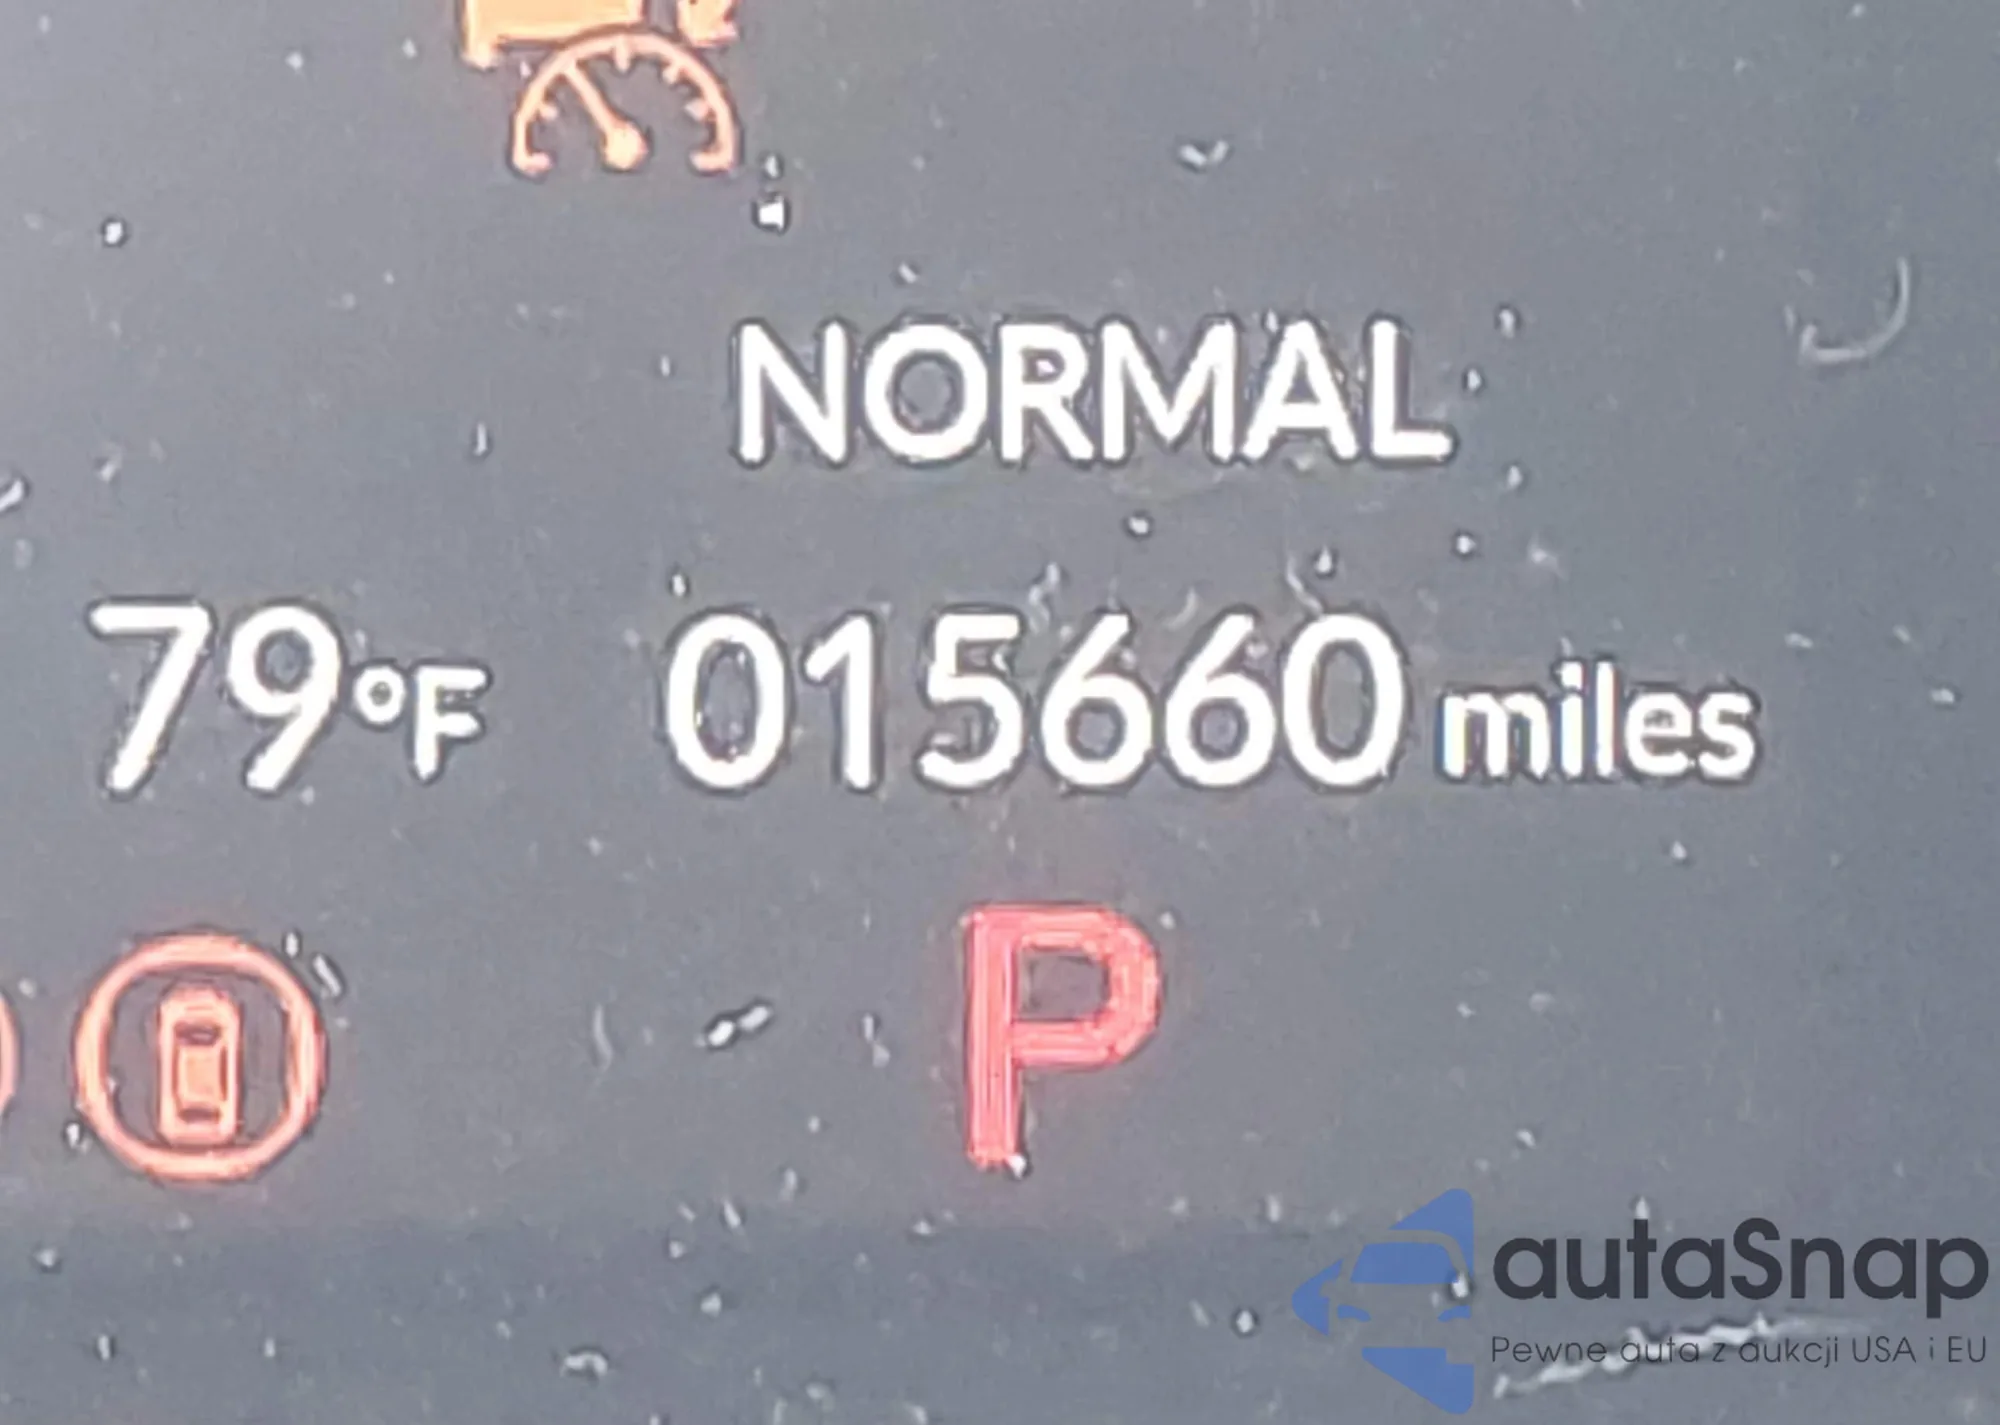 NORMAL
79°F 015660 miles
P
autaSnap
Pewne auta z aukcji USA i EU